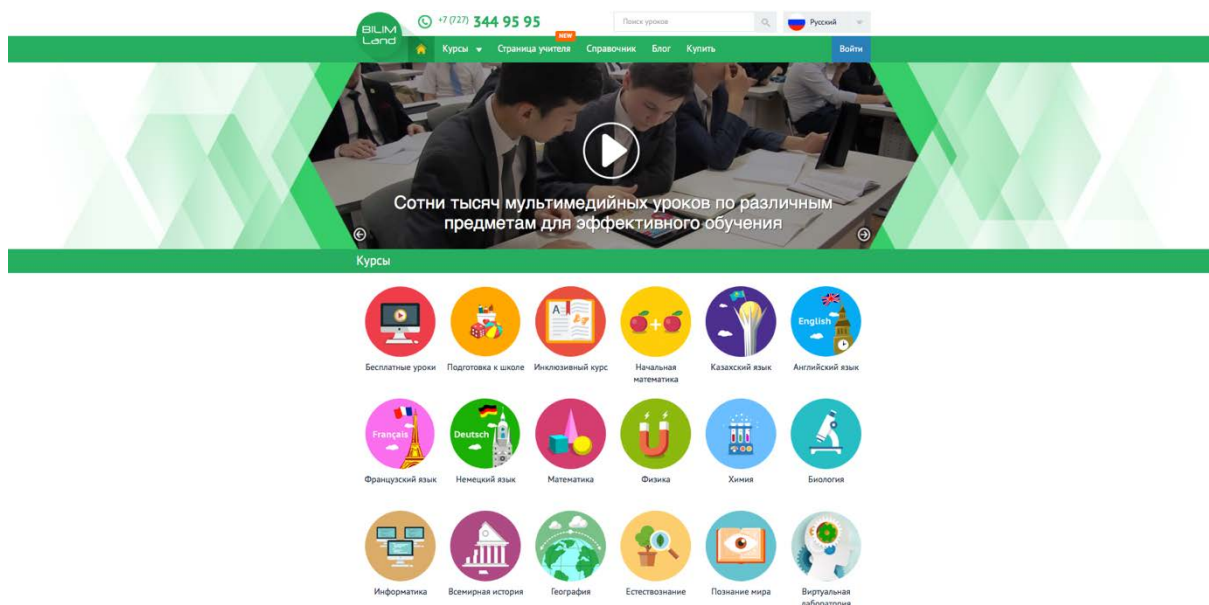 BILIM
Land
+7 (727) 344 95 95
Поиск уроков
Русский
NEW
Курсы
Страница учителя
Справочник
Блог
Купить
Войти
Сотни тысяч мультимедийных уроков по различным
предметам для эффективного обучения
Курсы
English
A
Бесплатные уроки
Подготовка к школе
Инклюзивный курс
Начальная
математика
Казахский язык
Английский язык
Français
Deutsch
Французский язык
Немецкий язык
Математика
Физика
Химия
Биология
Информатика
Всемирная история
География
Естествознание
Познание мира
Виртуальная
лаборатория